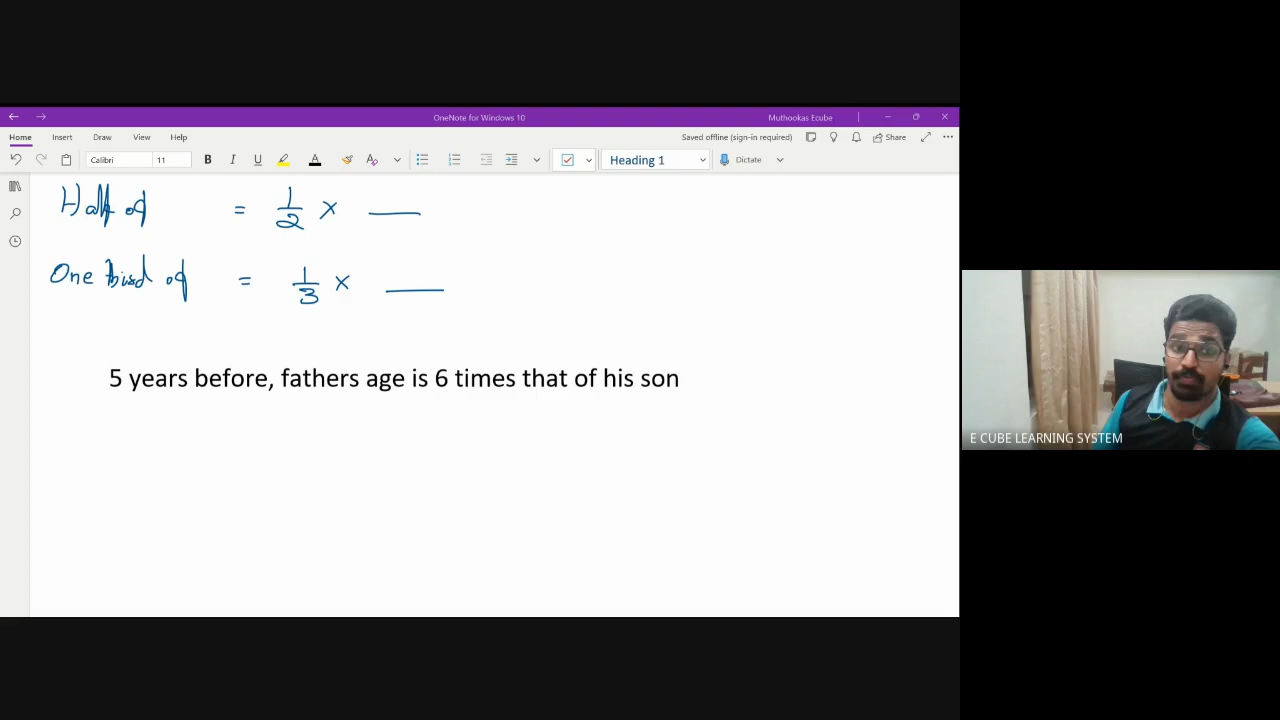 OneNote for Windows 10
Muthookas Ecube
Home Insert Draw View Help
Saved offline (sign-in required) Share
Calibri 11 B I U A Heading 1 Dictate
Half of = 1/2 ×
One third of = 1/3 ×
5 years before, fathers age is 6 times that of his son
E CUBE LEARNING SYSTEM